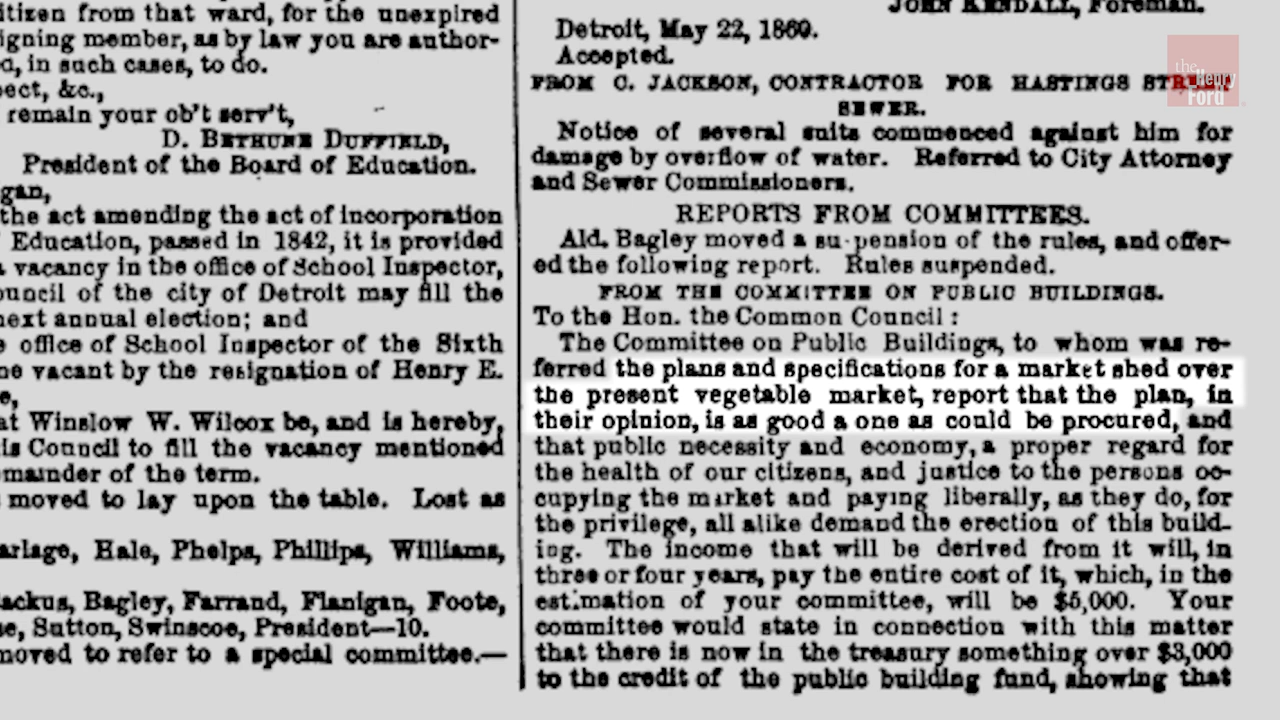 itizen from that ward, for the unexpired
igning member, as by law you are author-
d, in such cases, to do.
pect, &c.,
remain your ob't serv't,
D. BETHUNE DUFFIELD,
President of the Board of Education.
gan,
the act amending the act of incorporation
Education, passed in 1842, it is provided
vacancy in the office of School Inspector,
ouncil of the city of Detroit may fill the
next annual election; and
e office of School Inspector of the Sixth
ne vacant by the resignation of Henry E.
e,
at Winslow W. Wilcox be, and is hereby,
is Council to fill the vacancy mentioned
emainder of the term.
moved to lay upon the table. Lost as
arlage, Hale, Phelps, Phillips, Williams,
ackus, Bagley, Farrand, Flanigan, Foote,
ue, Sutton, Swinscoe, President—10.
moved to refer to a special committee.—
JOHN KENDALL, Foreman.
Detroit, May 22, 1860.
Accepted.
FROM C. JACKSON, CONTRACTOR FOR HASTINGS STREET
SEWER.
Notice of several suits commenced against him for
damage by overflow of water. Referred to City Attorney
and Sewer Commissioners.
REPORTS FROM COMMITTEES.
Ald. Bagley moved a su-pension of the rules, and offer-
ed the following report. Rules suspended.
FROM THE COMMITTEE ON PUBLIC BUILDINGS.
To the Hon. the Common Council:
The Committee on Public Buildings, to whom was re-
ferred the plans and specifications for a market shed over
the present vegetable market, report that the plan, in
their opinion, is as good a one as could be procured, and
that public necessity and economy, a proper regard for
the health of our citizens, and justice to the persons oc-
cupying the market and paying liberally, as they do, for
the privilege, all alike demand the erection of this build-
ing. The income that will be derived from it will, in
three or four years, pay the entire cost of it, which, in the
estimation of your committee, will be $5,000. Your
committee would state in connection with this matter
that there is now in the treasury something over $3,000
to the credit of the public building fund, showing that
the Henry Ford